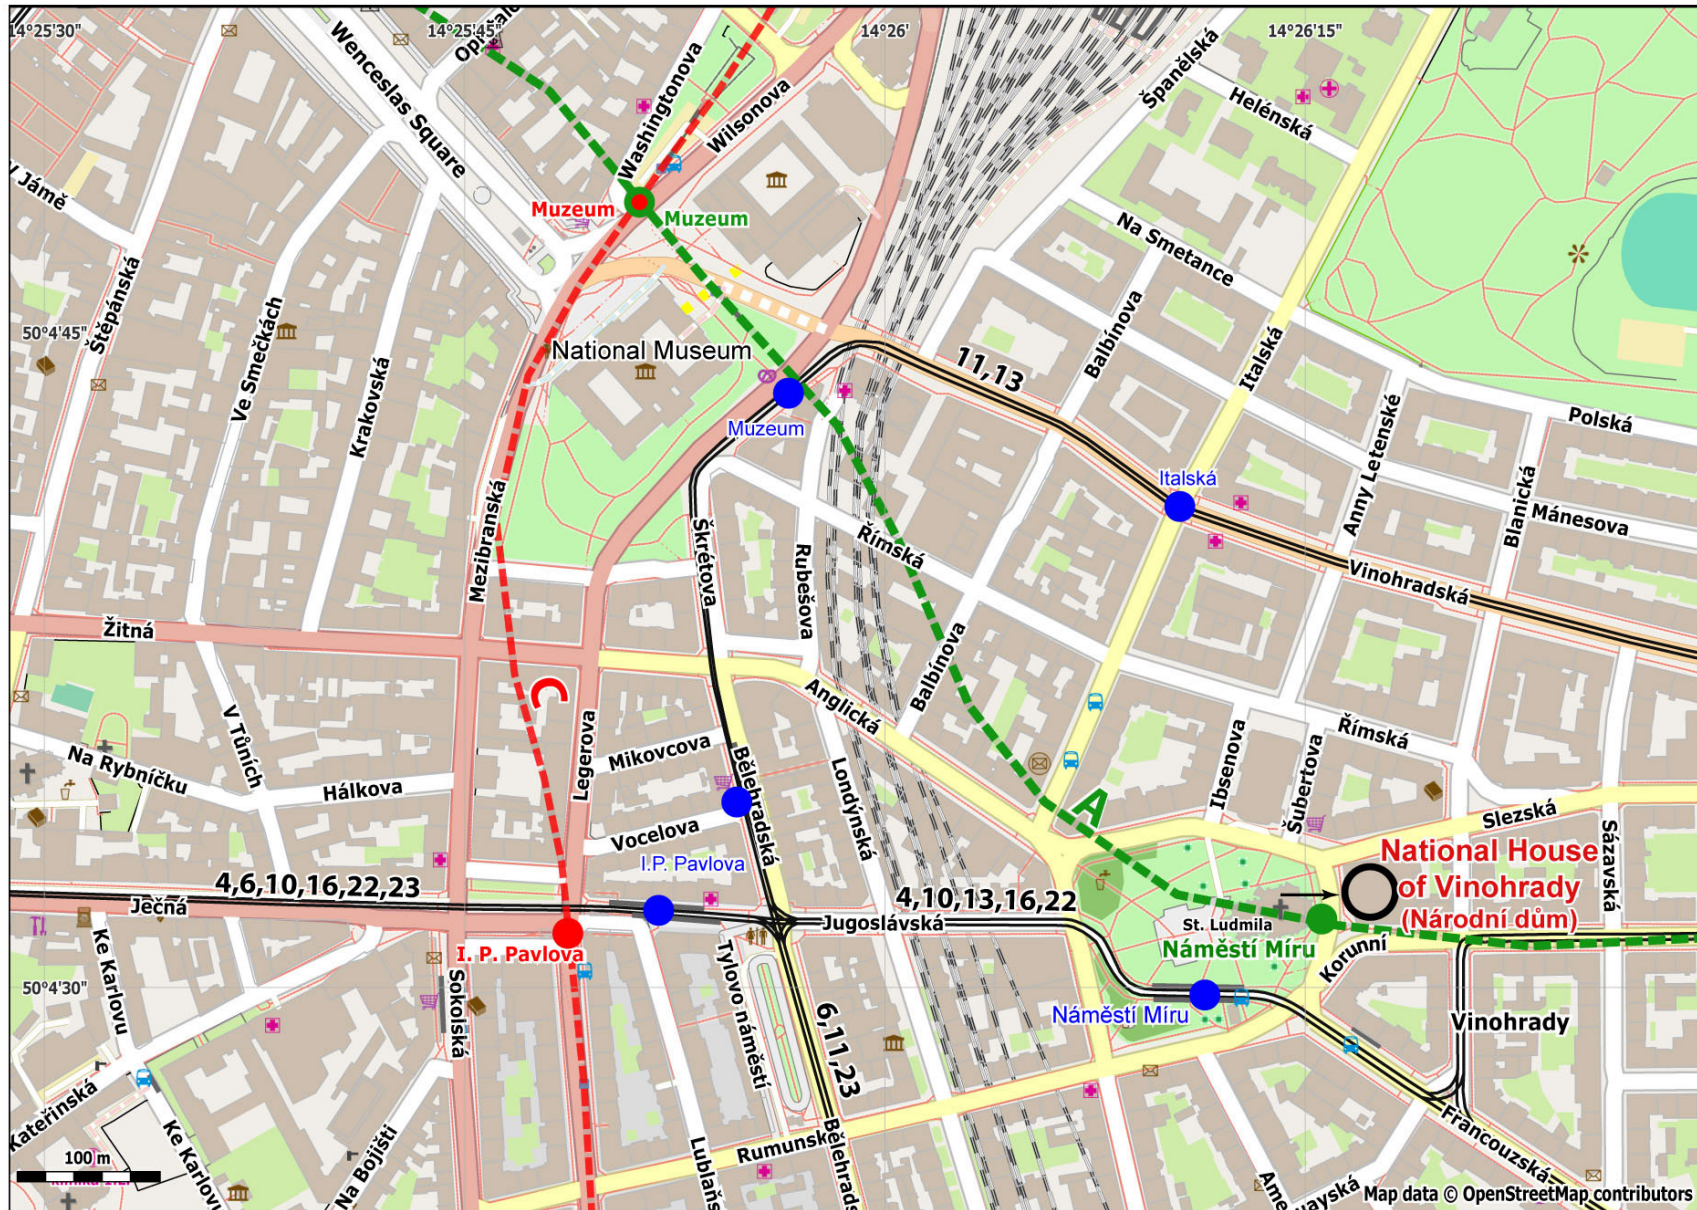 14°25'30"
14°25'45"
14°26'
14°26'15"
Wenceslas Square
Washingtonova
Wilsonova
Španělská
Helénská
v Jámě
Muzeum
Muzeum
Na Smetance
Štěpánská
Ve Smečkách
Krakovská
50°4'45"
National Museum
Balbínova
Italská
11,13
Muzeum
Polská
Anny Letenské
Blanická
Mánesova
Italská
Mezibranská
Škrétova
Rubešova
Římská
Vinohradská
Žitná
C
Balbínova
Anglická
V Tůních
Na Rybníčku
Hálkova
Legerova
Mikovcova
Bělehradská
Londýnská
Ibsenova
Šubertova
Římská
A
Slezská
Vocelova
Sázavská
I.P. Pavlova
National House
of Vinohrady
(Národní dům)
4,6,10,16,22,23
Ječná
4,10,13,16,22
Jugoslávská
St. Ludmila
Náměstí Míru
Korunní
I. P. Pavlova
Ke Karlovu
Sokolská
Tylovo náměstí
50°4'30"
Náměstí Míru
Vinohrady
6,11,23
Kateřinská
Ke Karlovu
Na Bojišti
Rumunsk
Bělehrads
Lublaňs
Francouzská
Ame
uayská
100 m
Map data © OpenStreetMap contributors